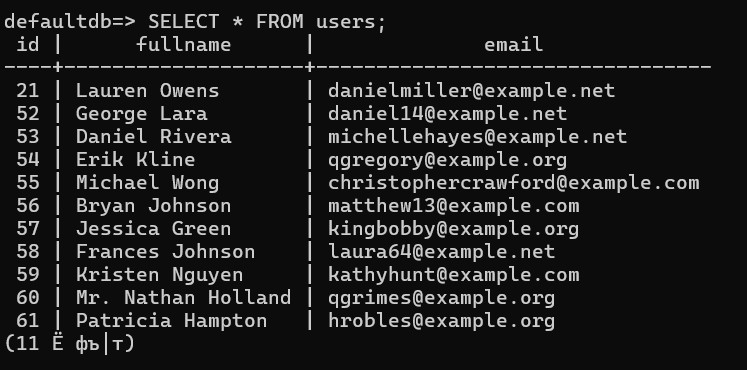 defaultdb=> SELECT * FROM users;
 id |      fullname      |              email
----+--------------------+---------------------------------
 21 | Lauren Owens       | danielmiller@example.net
 52 | George Lara        | daniel14@example.net
 53 | Daniel Rivera      | michellehayes@example.net
 54 | Erik Kline         | qgregory@example.org
 55 | Michael Wong       | christophercrawford@example.com
 56 | Bryan Johnson      | matthew13@example.com
 57 | Jessica Green      | kingbobby@example.org
 58 | Frances Johnson    | laura64@example.net
 59 | Kristen Nguyen     | kathyhunt@example.com
 60 | Mr. Nathan Holland | qgrimes@example.org
 61 | Patricia Hampton   | hrobles@example.org
(11 Ё фъ│т)